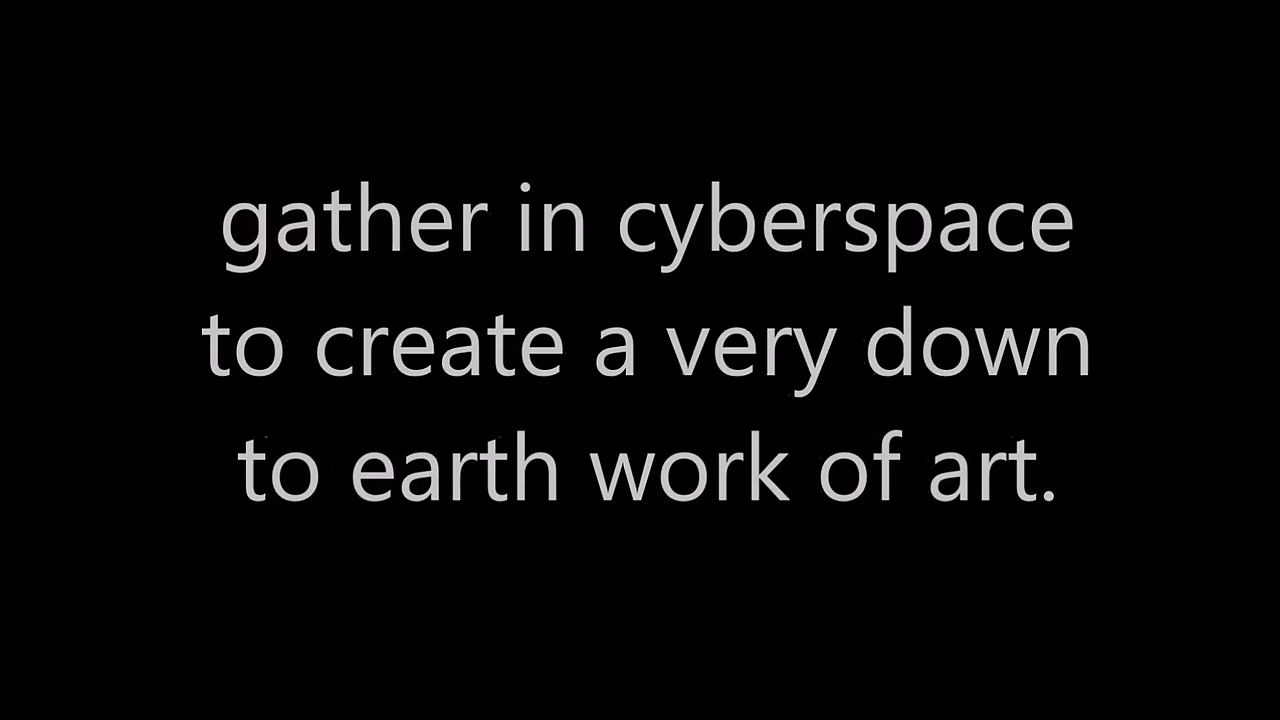 gather in cyberspace
to create a very down
to earth work of art.